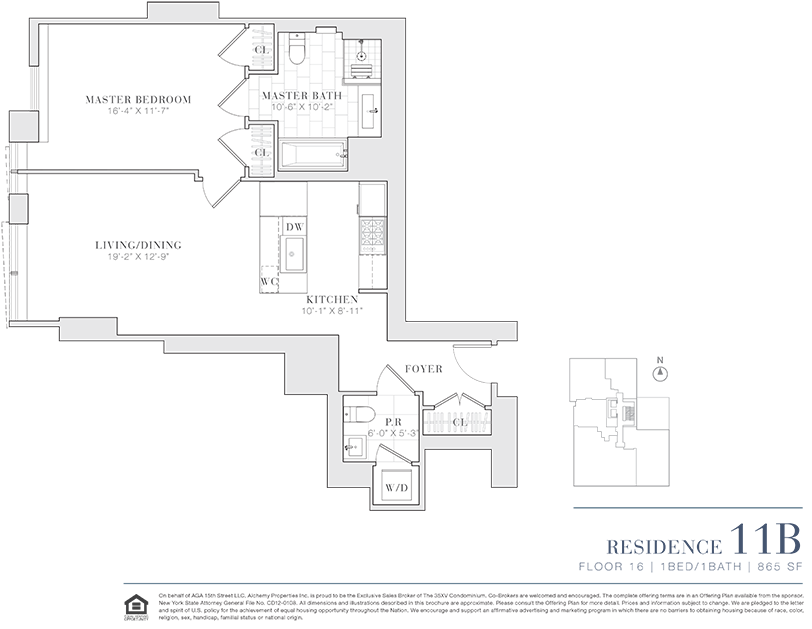 CL
MASTER BEDROOM
16'-4" X 11'-7"
MASTER BATH
10'-6" X 10'-2"
CL
LIVING/DINING
19'-2" X 12'-9"
DW
WC
KITCHEN
10'-1" X 8'-11"
FOYER
N
P.R
6'-0" X 5'-3"
CL
W/D
RESIDENCE 11B
FLOOR 16 | 1BED/1BATH | 865 SF
On behalf of AGA 15th Street LLC, Alchemy Properties Inc. is proud to be the Exclusive Sales Broker of The 35XV Condominium. Co-Brokers are welcomed and encouraged. The complete offering terms are in an Offering Plan available from the sponsor.
New York State Attorney General File No. CD12-0108. All dimensions and illustrations described in this brochure are approximate. Please consult the Offering Plan for more detail. Prices and information subject to change. We are pledged to the letter
and spirit of U.S. policy for the achievement of equal housing opportunity throughout the Nation. We encourage and support an affirmative advertising and marketing program in which there are no barriers to obtaining housing because of race, color,
religion, sex, handicap, familial status or national origin.